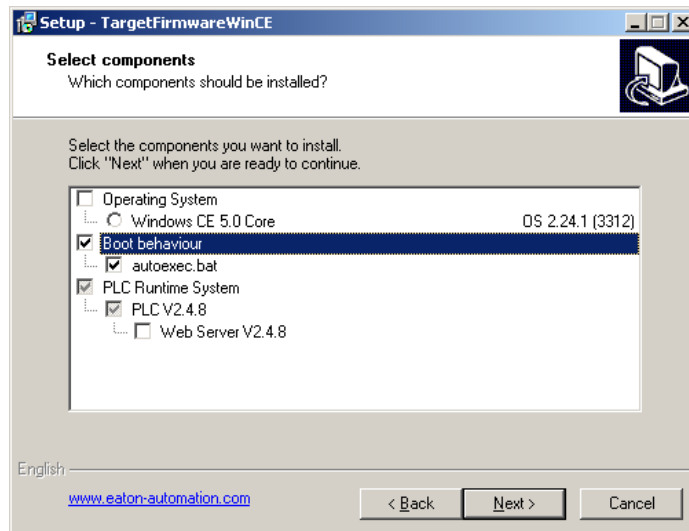 Setup - TargetFirmwareWinCE
Select components
Which components should be installed?
Select the components you want to install.
Click "Next" when you are ready to continue.
Operating System
Windows CE 5.0 Core OS 2.24.1 (3312)
Boot behaviour
autoexec.bat
PLC Runtime System
PLC V2.4.8
Web Server V2.4.8
English
www.eaton-automation.com
< Back Next > Cancel